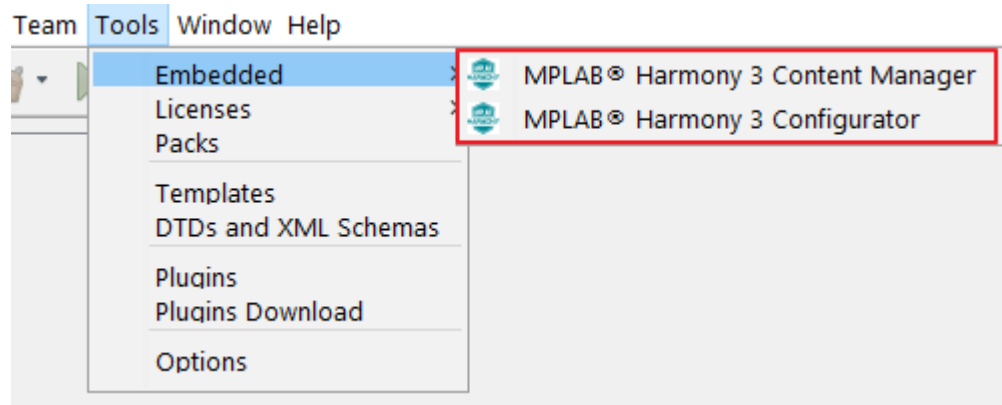 Team Tools Window Help
Embedded
MPLAB® Harmony 3 Content Manager
Licenses
MPLAB® Harmony 3 Configurator
Packs
Templates
DTDs and XML Schemas
Plugins
Plugins Download
Options